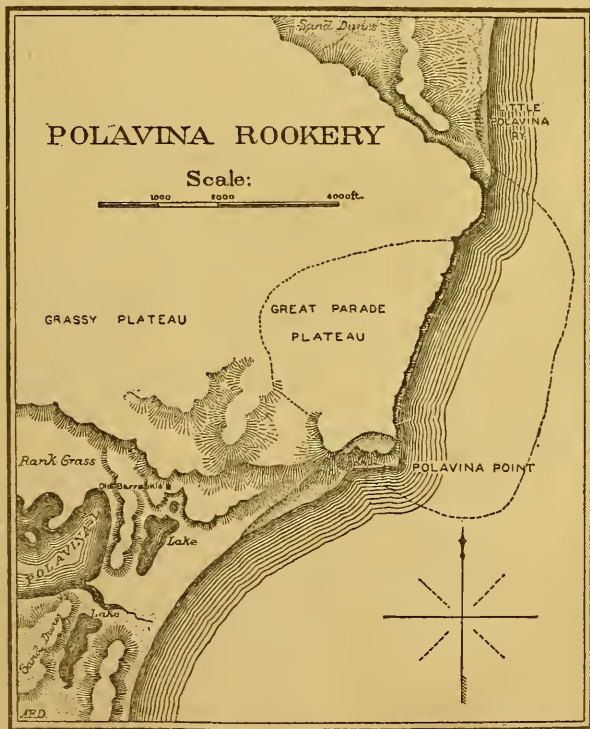 Sand Dunes
LITTLE
POLAVINA
RY
POLAVINA ROOKERY
Scale:
1000 2000 4000ft.
GREAT PARADE
PLATEAU
GRASSY PLATEAU
Rank Grass
POLAVINA POINT
Old Barrabkie
Lake
POLAVINA
Lake
Sand Dunes